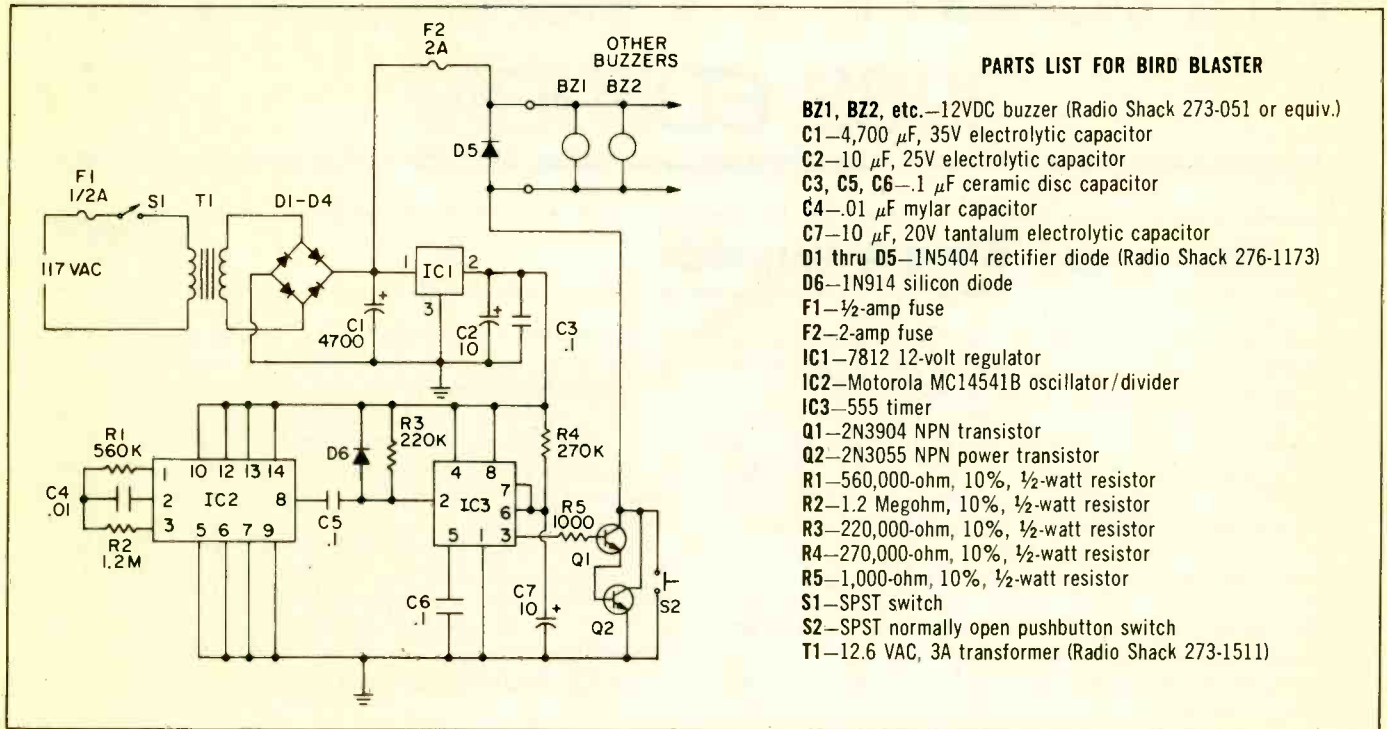 F2
2A
OTHER
BUZZERS
BZ1 BZ2
D5
F1
1/2A
S1 T1 D1-D4
117 VAC
1 IC1 2
3
C1
4700
+
C2
10
+
C3
.1
R1
560K
C4
.01
R2
1.2M
1
2
3
10 12 13 14
IC2
8
5 6 7 9
D6
R3
220K
C5
.1
4 8
2
IC3
7
6
3
5 1
R4
270K
R5
1000
Q1
Q2
S2
C6
.1
C7
10
+
PARTS LIST FOR BIRD BLASTER
BZ1, BZ2, etc.—12VDC buzzer (Radio Shack 273-051 or equiv.)
C1—4,700 µF, 35V electrolytic capacitor
C2—10 µF, 25V electrolytic capacitor
C3, C5, C6—.1 µF ceramic disc capacitor
C4—.01 µF mylar capacitor
C7—10 µF, 20V tantalum electrolytic capacitor
D1 thru D5—1N5404 rectifier diode (Radio Shack 276-1173)
D6—1N914 silicon diode
F1—½-amp fuse
F2—2-amp fuse
IC1—7812 12-volt regulator
IC2—Motorola MC14541B oscillator/divider
IC3—555 timer
Q1—2N3904 NPN transistor
Q2—2N3055 NPN power transistor
R1—560,000-ohm, 10%, ½-watt resistor
R2—1.2 Megohm, 10%, ½-watt resistor
R3—220,000-ohm, 10%, ½-watt resistor
R4—270,000-ohm, 10%, ½-watt resistor
R5—1,000-ohm, 10%, ½-watt resistor
S1—SPST switch
S2—SPST normally open pushbutton switch
T1—12.6 VAC, 3A transformer (Radio Shack 273-1511)